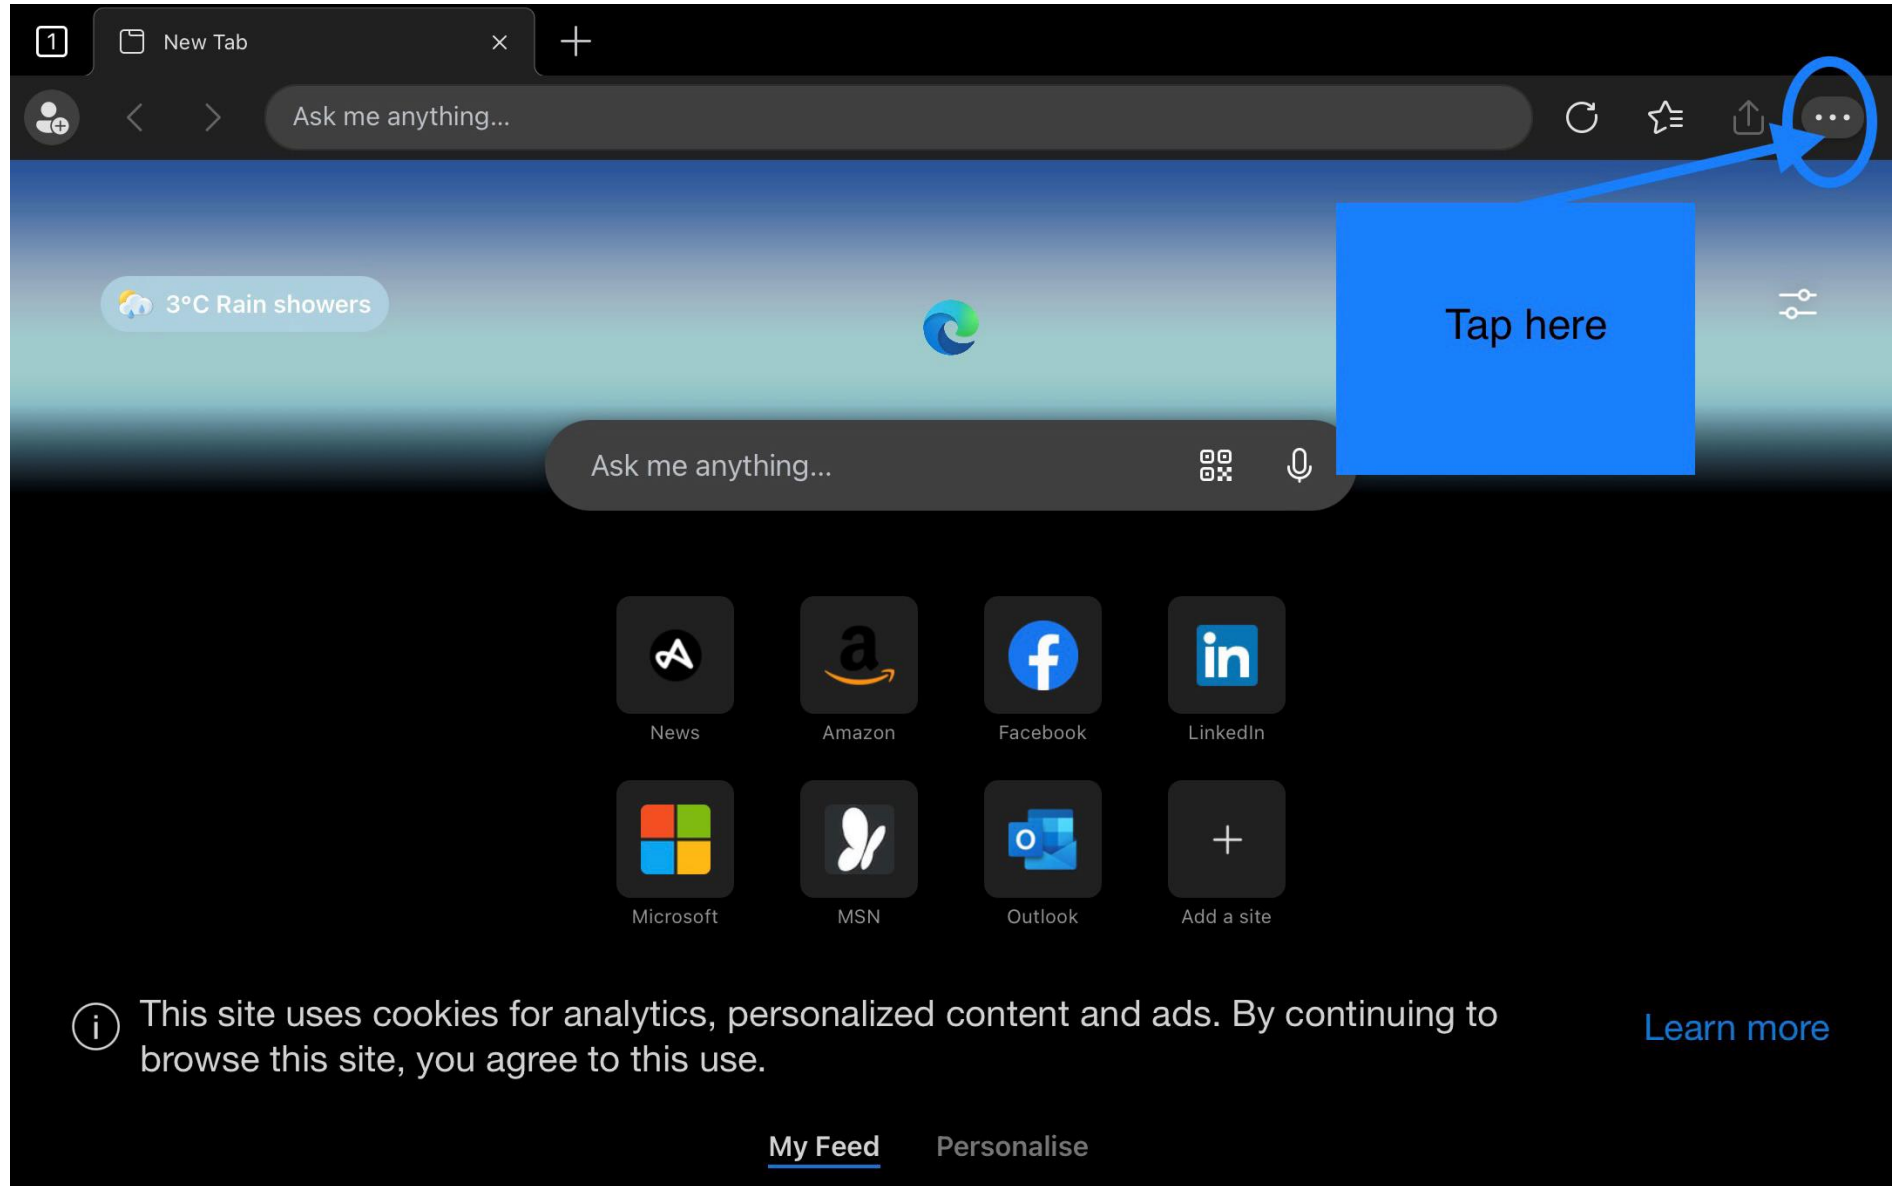 1
New Tab
Ask me anything...
3°C Rain showers
Tap here
Ask me anything...
News
Amazon
Facebook
LinkedIn
Microsoft
MSN
Outlook
Add a site
This site uses cookies for analytics, personalized content and ads. By continuing to
browse this site, you agree to this use.
Learn more
My Feed
Personalise